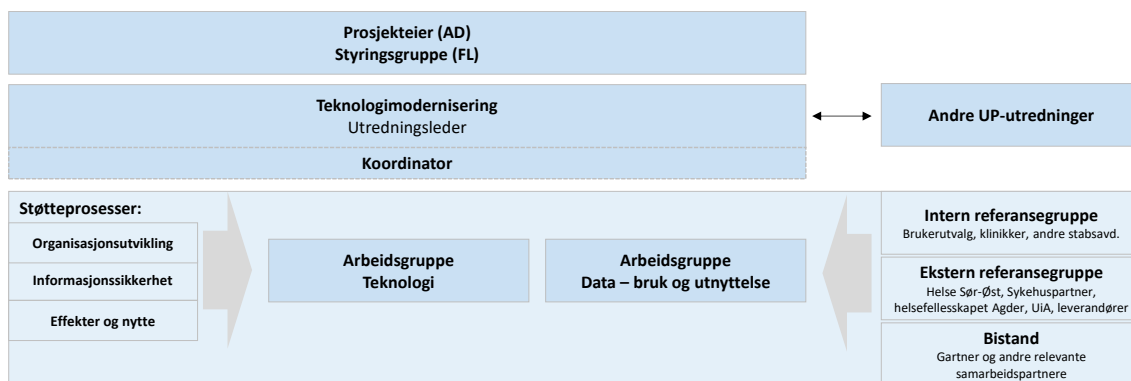 Prosjekteier (AD)
Styringsgruppe (FL)
Teknologimodernisering
Utredningsleder
Koordinator
Andre UP-utredninger
Støtteprosesser:
Organisasjonsutvikling
Informasjonssikkerhet
Effekter og nytte
Arbeidsgruppe
Teknologi
Arbeidsgruppe
Data – bruk og utnyttelse
Intern referansegruppe
Brukerutvalg, klinikker, andre stabsavd.
Ekstern referansegruppe
Helse Sør-Øst, Sykehuspartner,
helsefellesskapet Agder, UiA, leverandører
Bistand
Gartner og andre relevante
samarbeidspartnere